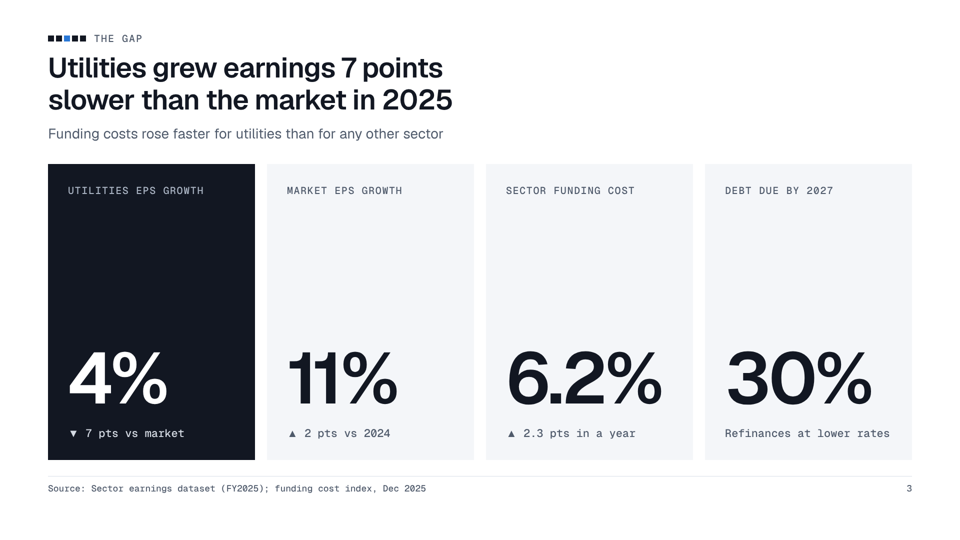 THE GAP
Utilities grew earnings 7 points
slower than the market in 2025
Funding costs rose faster for utilities than for any other sector
UTILITIES EPS GROWTH
4%
▼ 7 pts vs market
MARKET EPS GROWTH
11%
▲ 2 pts vs 2024
SECTOR FUNDING COST
6.2%
▲ 2.3 pts in a year
DEBT DUE BY 2027
30%
Refinances at lower rates
Source: Sector earnings dataset (FY2025); funding cost index, Dec 2025
3